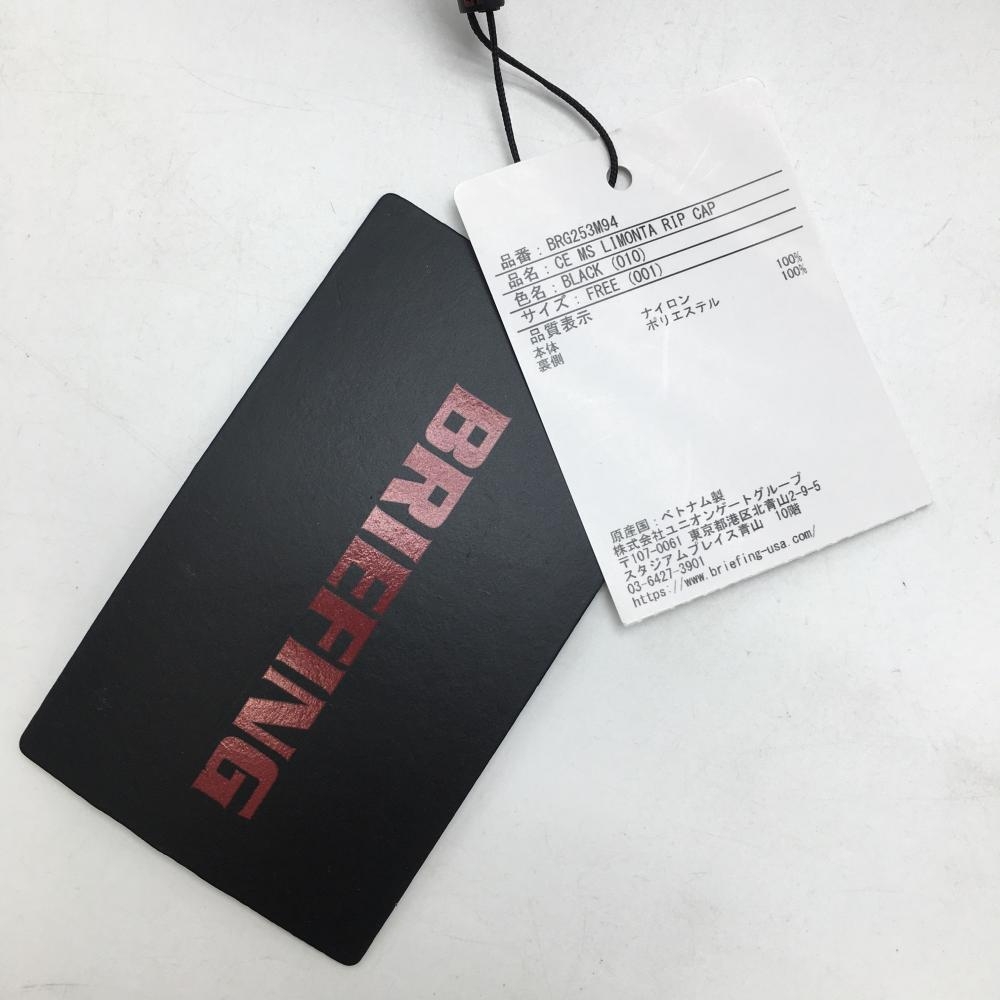 BRIEFING
品番：BRG253M94
品名：CE MS LIMONTA RIP CAP
色名：BLACK (010)
サイズ：FREE (001)
品質表示
本体 ナイロン 100%
裏側 ポリエステル 100%
原産国：ベトナム製
株式会社ユニオンゲートグループ
〒107-0061 東京都港区北青山2-9-5
スタジアムプレイス青山 10階
03-6427-3901
https://www.briefing-usa.com/